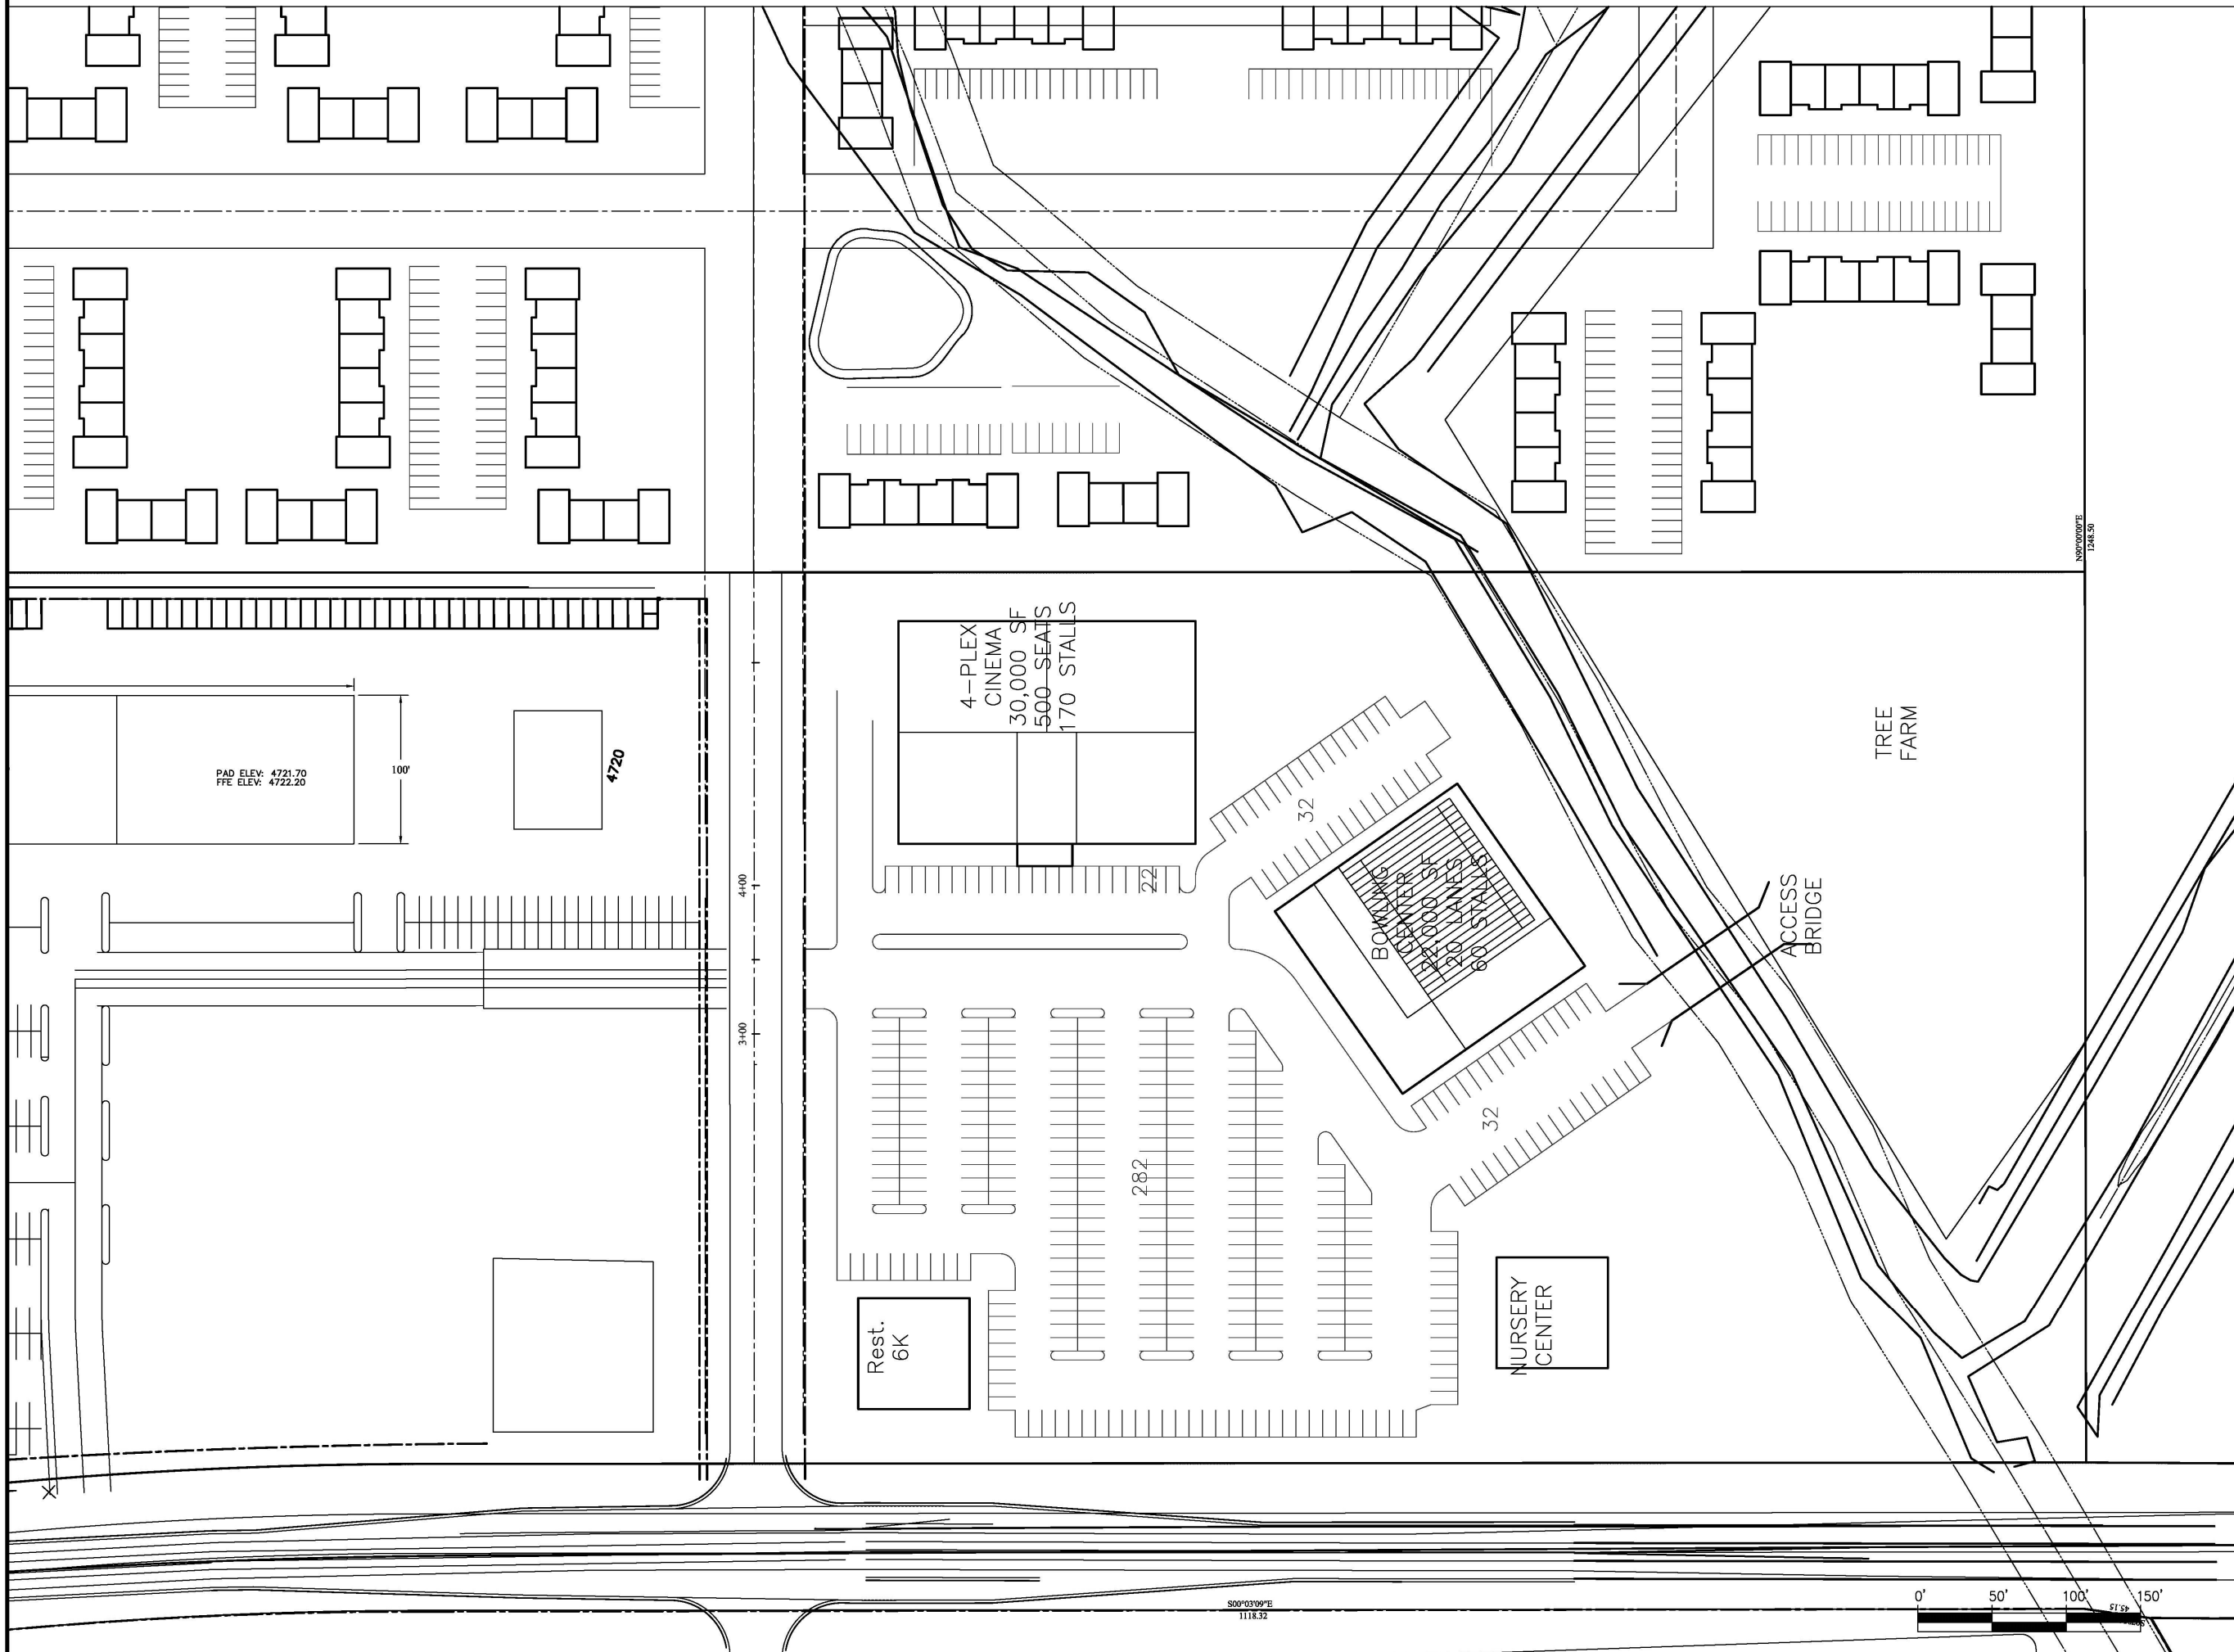 4-PLEX
CINEMA
30,000 SF
500 SEATS
170 STALLS
N90°00'00"E
1248.50
TREE
FARM
PAD ELEV: 4721.70
FFE ELEV: 4722.20
100'
4720
32
22
4+00
BOWLING
CENTER
22,000 SF
20 LANES
60 STALLS
ACCESS
BRIDGE
3+00
32
282
Rest.
6K
NURSERY
CENTER
S00°03'09"E
1118.32
0' 50' 100' 150'
45.15